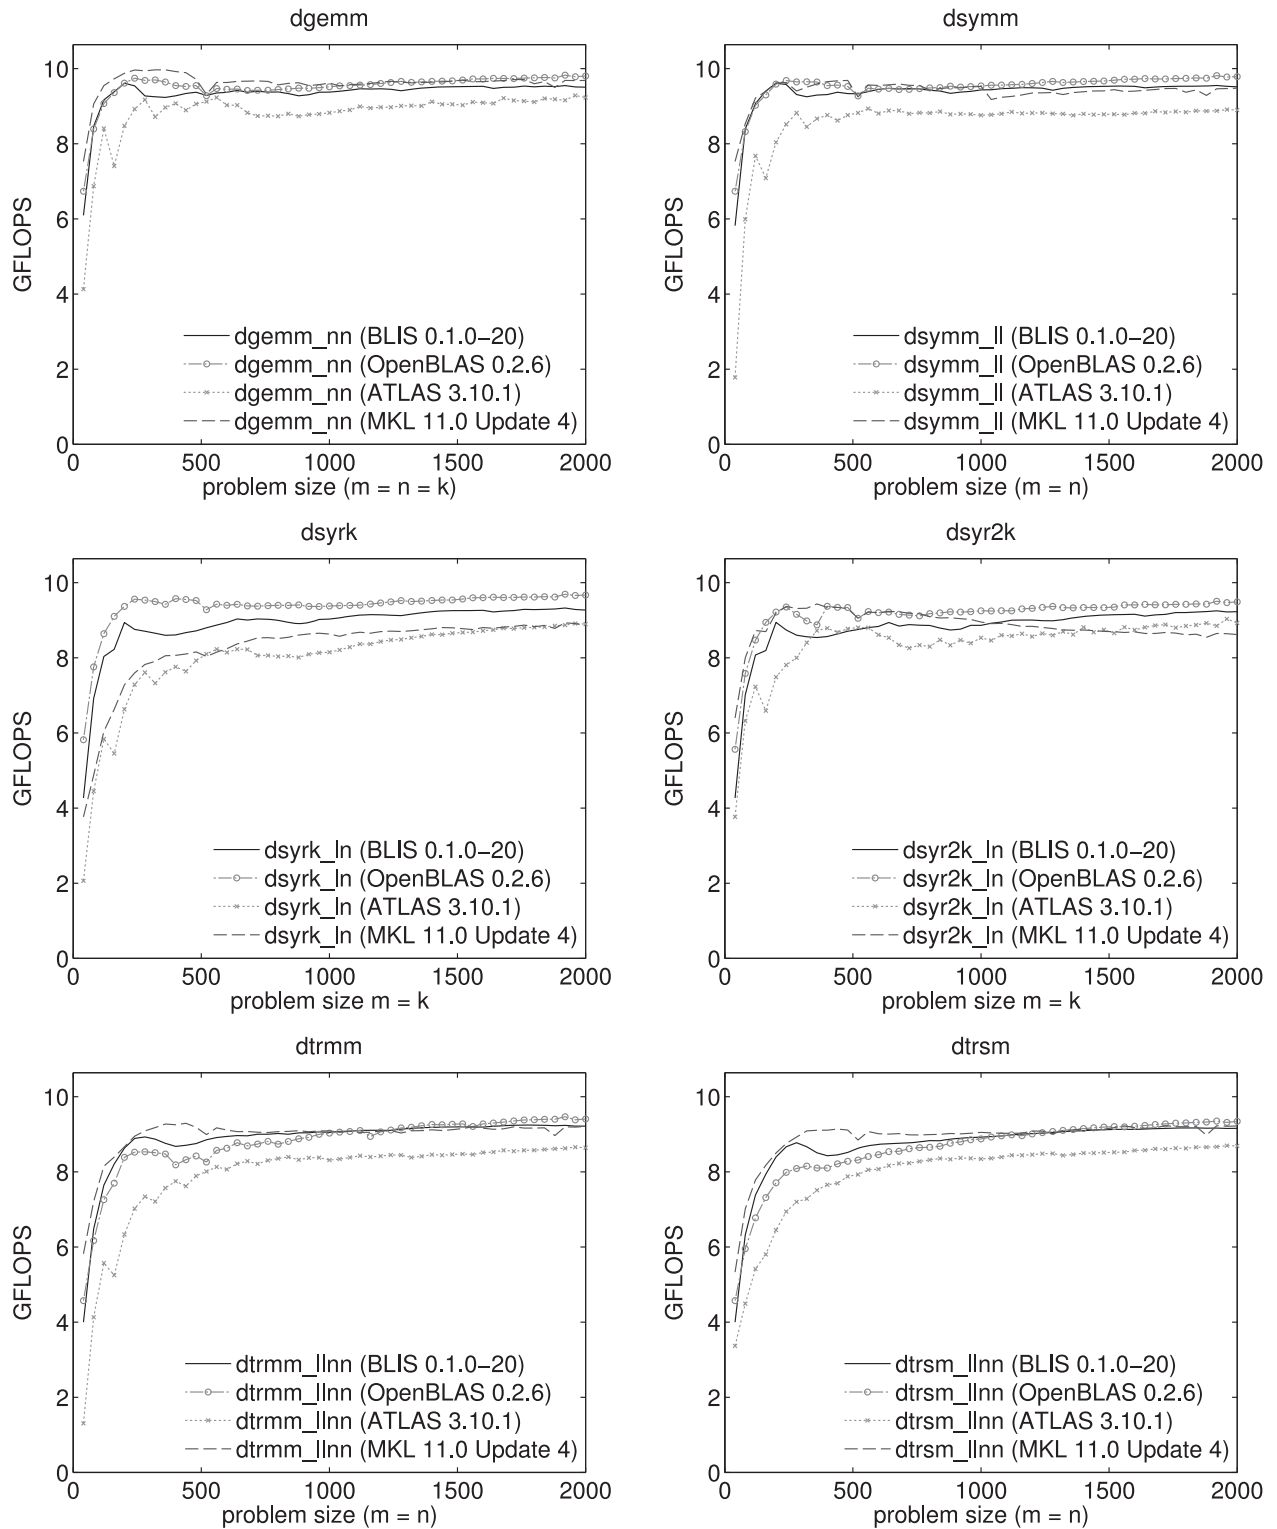 dgemm
10
8
6
4
2
0
GFLOPS
dgemm_nn (BLIS 0.1.0−20)
dgemm_nn (OpenBLAS 0.2.6)
dgemm_nn (ATLAS 3.10.1)
dgemm_nn (MKL 11.0 Update 4)
0 500 1000 1500 2000
problem size (m = n = k)
dsymm
10
8
6
4
2
0
GFLOPS
dsymm_ll (BLIS 0.1.0−20)
dsymm_ll (OpenBLAS 0.2.6)
dsymm_ll (ATLAS 3.10.1)
dsymm_ll (MKL 11.0 Update 4)
0 500 1000 1500 2000
problem size (m = n)
dsyrk
10
8
6
4
2
0
GFLOPS
dsyrk_ln (BLIS 0.1.0−20)
dsyrk_ln (OpenBLAS 0.2.6)
dsyrk_ln (ATLAS 3.10.1)
dsyrk_ln (MKL 11.0 Update 4)
0 500 1000 1500 2000
problem size m = k
dsyr2k
10
8
6
4
2
0
GFLOPS
dsyr2k_ln (BLIS 0.1.0−20)
dsyr2k_ln (OpenBLAS 0.2.6)
dsyr2k_ln (ATLAS 3.10.1)
dsyr2k_ln (MKL 11.0 Update 4)
0 500 1000 1500 2000
problem size m = k
dtrmm
10
8
6
4
2
0
GFLOPS
dtrmm_llnn (BLIS 0.1.0−20)
dtrmm_llnn (OpenBLAS 0.2.6)
dtrmm_llnn (ATLAS 3.10.1)
dtrmm_llnn (MKL 11.0 Update 4)
0 500 1000 1500 2000
problem size (m = n)
dtrsm
10
8
6
4
2
0
GFLOPS
dtrsm_llnn (BLIS 0.1.0−20)
dtrsm_llnn (OpenBLAS 0.2.6)
dtrsm_llnn (ATLAS 3.10.1)
dtrsm_llnn (MKL 11.0 Update 4)
0 500 1000 1500 2000
problem size (m = n)